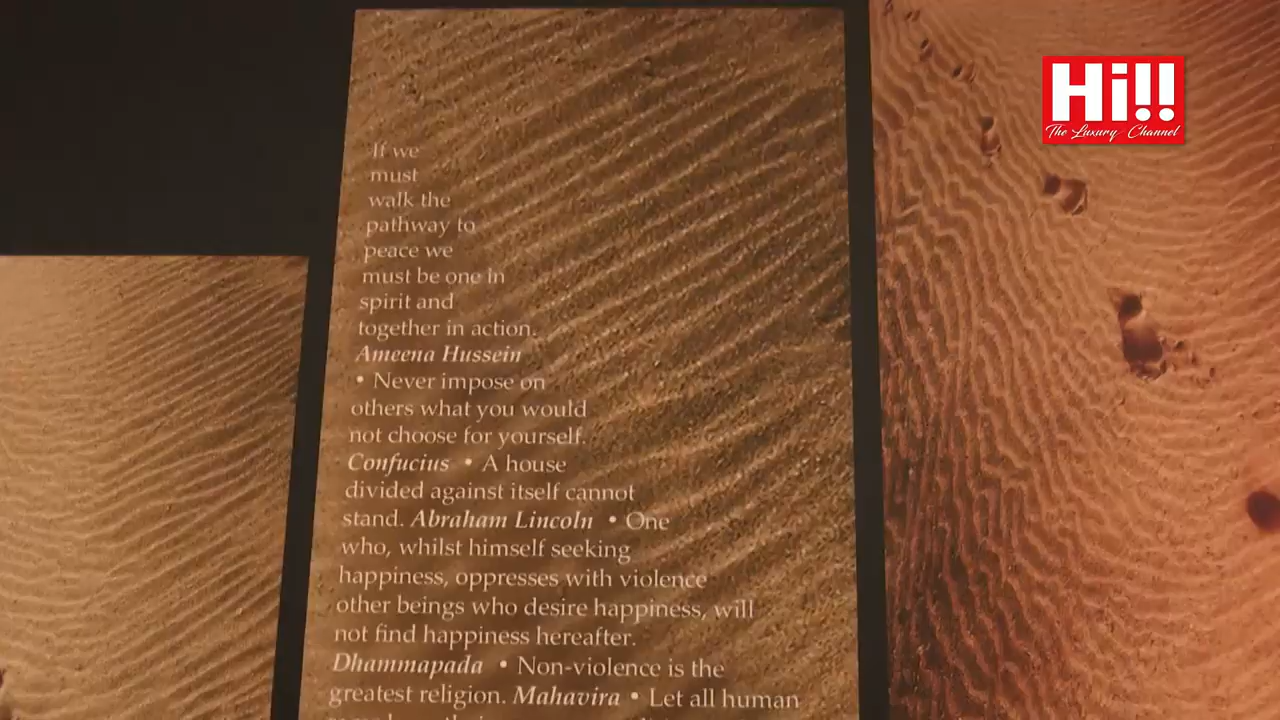 Hi!!
The Luxury Channel
If we
must
walk the
pathway to
peace we
must be one in
spirit and
together in action.
Ameena Hussein
• Never impose on
others what you would
not choose for yourself.
Confucius • A house
divided against itself cannot
stand. Abraham Lincoln • One
who, whilst himself seeking
happiness, oppresses with violence
other beings who desire happiness, will
not find happiness hereafter.
Dhammapada • Non-violence is the
greatest religion. Mahavira • Let all human